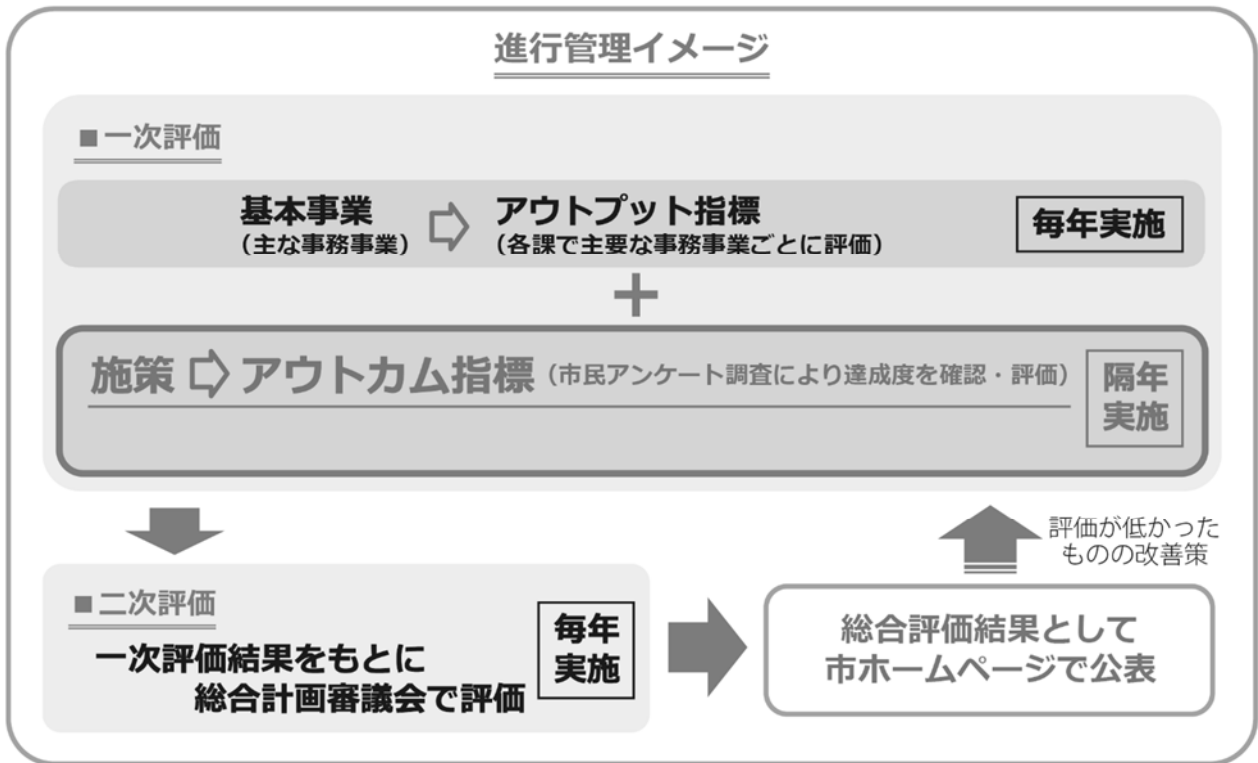 進行管理イメージ
■一次評価
基本事業
(主な事務事業)
アウトプット指標
(各課で主要な事務事業ごとに評価)
毎年実施
+
施策
アウトカム指標(市民アンケート調査により達成度を確認・評価)
隔年
実施
評価が低かった
ものの改善策
■二次評価
一次評価結果をもとに
総合計画審議会で評価
毎年
実施
総合評価結果として
市ホームページで公表